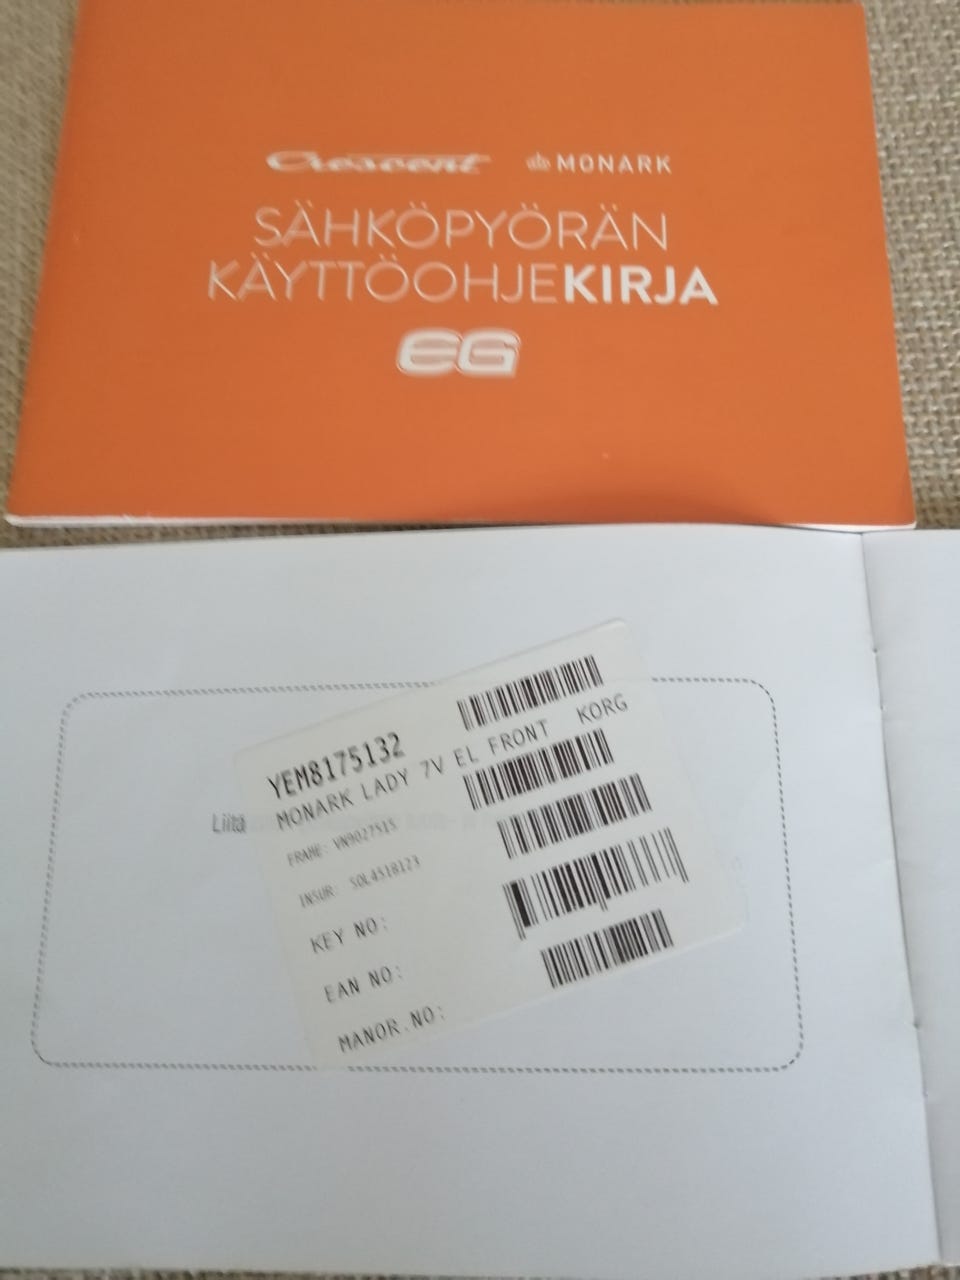 Crescent MONARK
SÄHKÖPYÖRÄN
KÄYTTÖOHJEKIRJA
EG
YEM8175132
MONARK LADY 7V EL FRONT KORG
Liitä
FRAME: VN9027515
INSUR: SOL4518123
KEY NO:
EAN NO:
MANOR.NO: